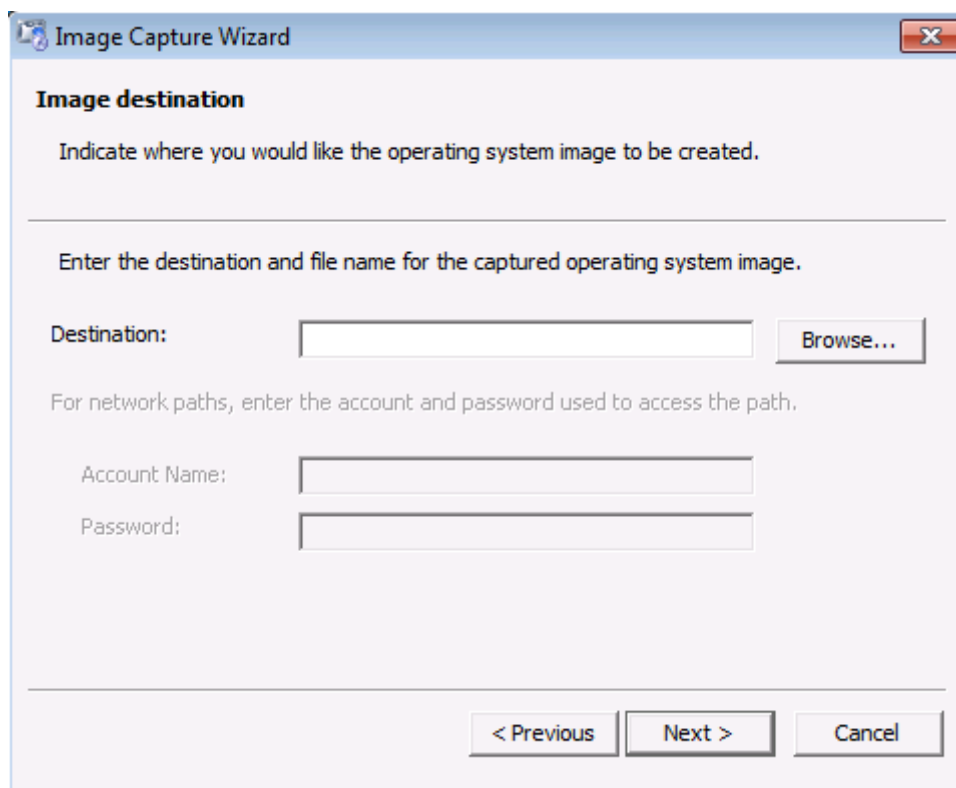 Image Capture Wizard
Image destination
Indicate where you would like the operating system image to be created.
Enter the destination and file name for the captured operating system image.
Destination:
Browse...
For network paths, enter the account and password used to access the path.
Account Name:
Password:
< Previous
Next >
Cancel